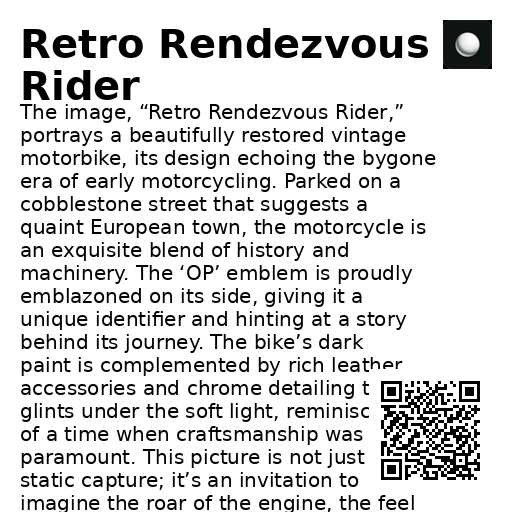 Retro Rendezvous
Rider
The image, “Retro Rendezvous Rider,”
portrays a beautifully restored vintage
motorbike, its design echoing the bygone
era of early motorcycling. Parked on a
cobblestone street that suggests a
quaint European town, the motorcycle is
an exquisite blend of history and
machinery. The ‘OP’ emblem is proudly
emblazoned on its side, giving it a
unique identifier and hinting at a story
behind its journey. The bike’s dark
paint is complemented by rich leather
accessories and chrome detailing t
glints under the soft light, reminisc
of a time when craftsmanship was
paramount. This picture is not just
static capture; it’s an invitation to
imagine the roar of the engine, the feel